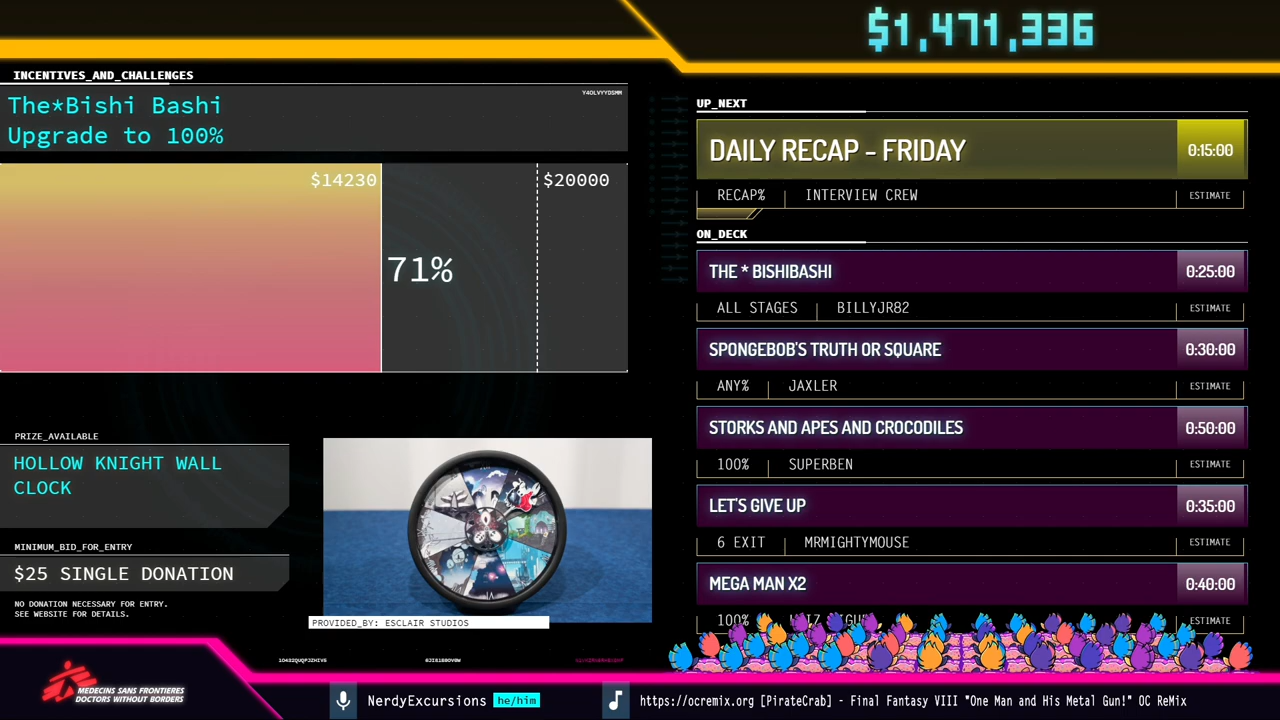 $1,471,336
INCENTIVES_AND_CHALLENGES
The*Bishi Bashi
Upgrade to 100%
Y4OLVYYDSMM
$14230
$20000
71%
PRIZE_AVAILABLE
HOLLOW KNIGHT WALL
CLOCK
MINIMUM_BID_FOR_ENTRY
$25 SINGLE DONATION
NO DONATION NECESSARY FOR ENTRY.
SEE WEBSITE FOR DETAILS.
PROVIDED_BY: ESCLAIR STUDIOS
UP_NEXT
DAILY RECAP - FRIDAY
0:15:00
RECAP%
INTERVIEW CREW
ESTIMATE
ON_DECK
THE * BISHIBASHI
0:25:00
ALL STAGES
BILLYJR82
ESTIMATE
SPONGEBOB'S TRUTH OR SQUARE
0:30:00
ANY%
JAXLER
ESTIMATE
STORKS AND APES AND CROCODILES
0:50:00
100%
SUPERBEN
ESTIMATE
LET'S GIVE UP
0:35:00
6 EXIT
MRMIGHTYMOUSE
ESTIMATE
MEGA MAN X2
0:40:00
100%
MEDECINS SANS FRONTIERES
DOCTORS WITHOUT BORDERS
NerdyExcursions he/him
https://ocremix.org [PirateCrab] - Final Fantasy VIII "One Man and His Metal Gun!" OC ReMix